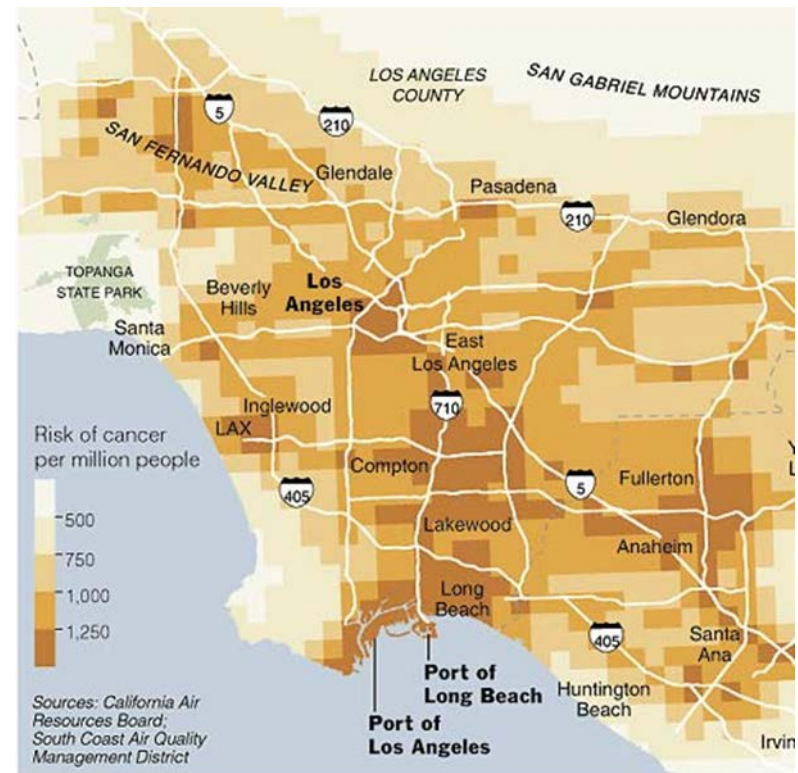 LOS ANGELES
COUNTY
SAN GABRIEL MOUNTAINS
5
210
SAN FERNANDO VALLEY
Glendale
Pasadena
210
Glendora
TOPANGA
STATE PARK
Beverly
Hills
Los
Angeles
Santa
Monica
East
Los Angeles
Inglewood
LAX
710
Risk of cancer
per million people
500
750
1,000
1,250
Compton
405
5
Fullerton
Y
L
Lakewood
Anaheim
Long
Beach
405
Santa
Ana
Port of
Long Beach
Huntington
Beach
Port of
Los Angeles
Irvin
Sources: California Air
Resources Board;
South Coast Air Quality
Management District